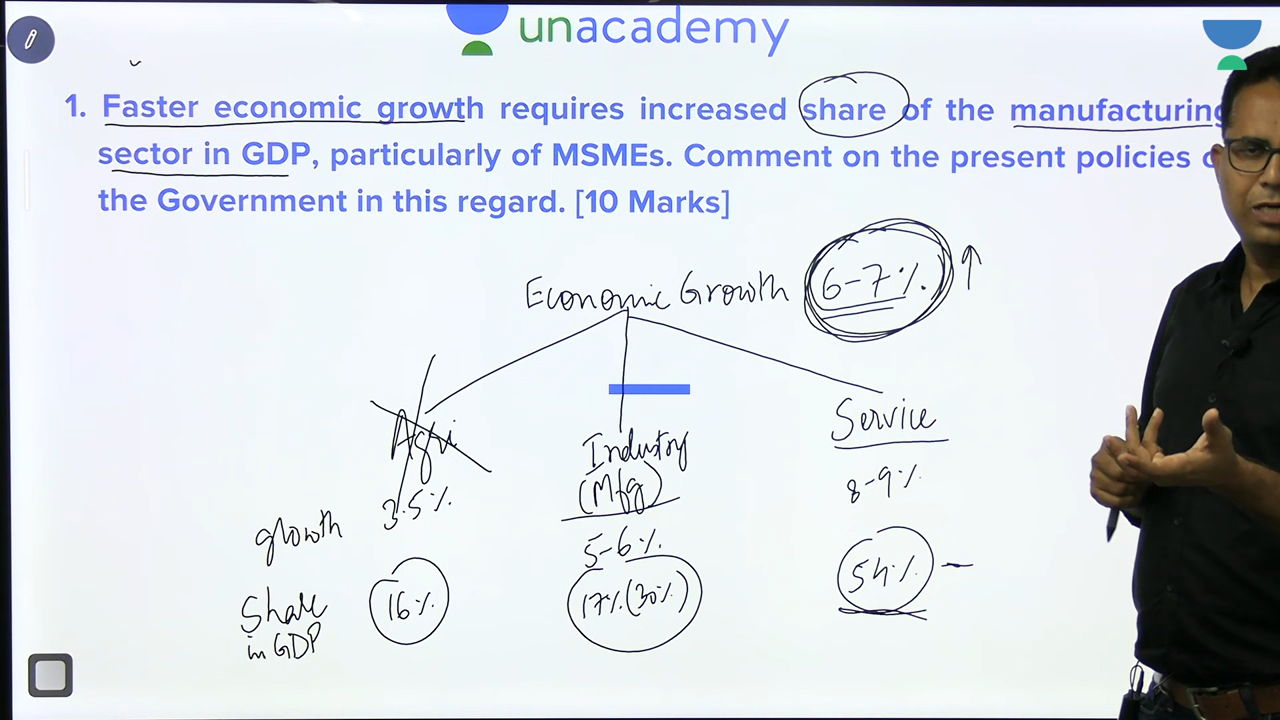 unacademy
1. Faster economic growth requires increased share of the manufacturing
sector in GDP, particularly of MSMEs. Comment on the present policies
the Government in this regard. [10 Marks]
Economic Growth 6-7% ↑
Agri Industry (Mfg) Service
growth 3.5% 5-6% 8-9%
Share in GDP 16% 17% (30%) 54% -